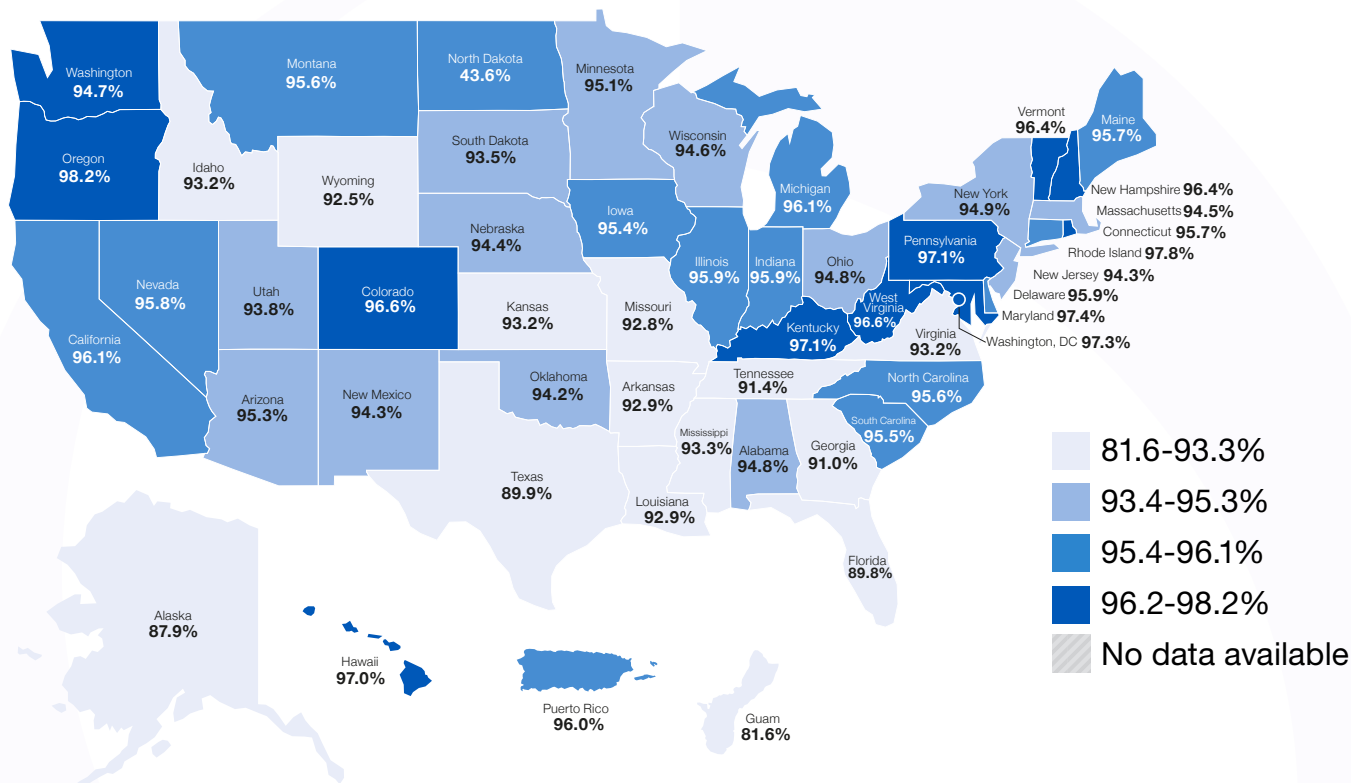 Washington
94.7%
Montana
95.6%
North Dakota
43.6%
Minnesota
95.1%
Vermont
96.4%
Maine
95.7%
Oregon
98.2%
Idaho
93.2%
Wyoming
92.5%
South Dakota
93.5%
Wisconsin
94.6%
Michigan
96.1%
New York
94.9%
New Hampshire 96.4%
Massachusetts 94.5%
Connecticut 95.7%
Rhode Island 97.8%
New Jersey 94.3%
Delaware 95.9%
Maryland 97.4%
Washington, DC 97.3%
Nebraska
94.4%
Iowa
95.4%
Illinois
95.9%
Indiana
95.9%
Ohio
94.8%
Pennsylvania
97.1%
Nevada
95.8%
Utah
93.8%
Colorado
96.6%
Kansas
93.2%
Missouri
92.8%
Kentucky
97.1%
West
Virginia
96.6%
Virginia
93.2%
California
96.1%
Arizona
95.3%
New Mexico
94.3%
Oklahoma
94.2%
Arkansas
92.9%
Tennessee
91.4%
North Carolina
95.6%
South Carolina
95.5%
Mississippi
93.3%
Alabama
94.8%
Georgia
91.0%
Texas
89.9%
Louisiana
92.9%
Florida
89.8%
Alaska
87.9%
Hawaii
97.0%
Puerto Rico
96.0%
Guam
81.6%
81.6-93.3%
93.4-95.3%
95.4-96.1%
96.2-98.2%
No data available